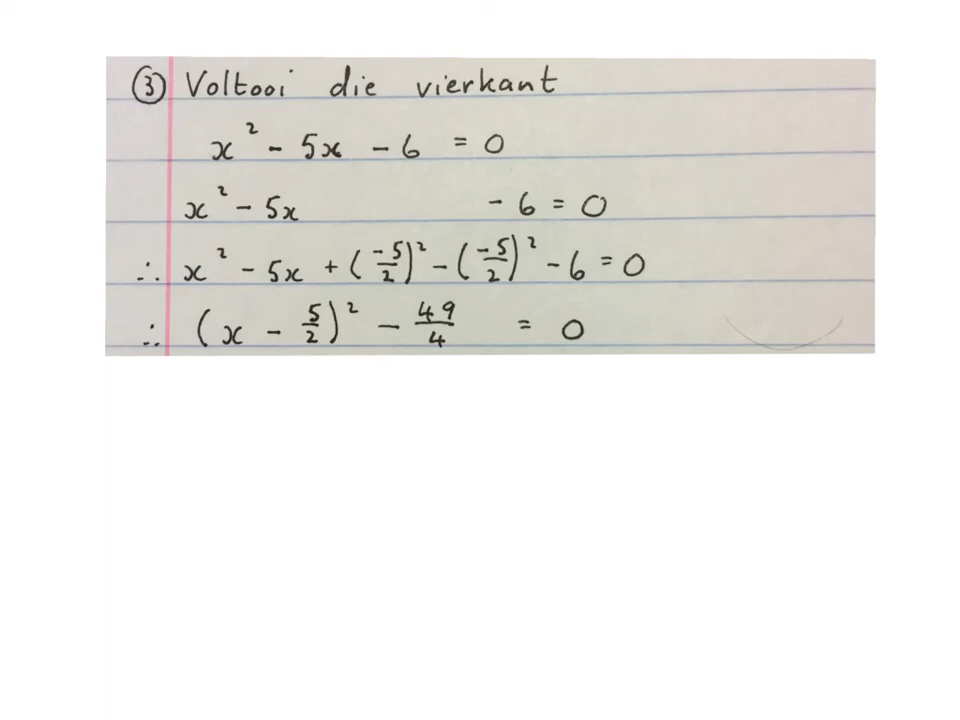 ③ Voltooi die vierkant
x² - 5x - 6 = 0
x² - 5x - 6 = 0
∴ x² - 5x + (-5/2)² - (-5/2)² - 6 = 0
∴ (x - 5/2)² - 49/4 = 0